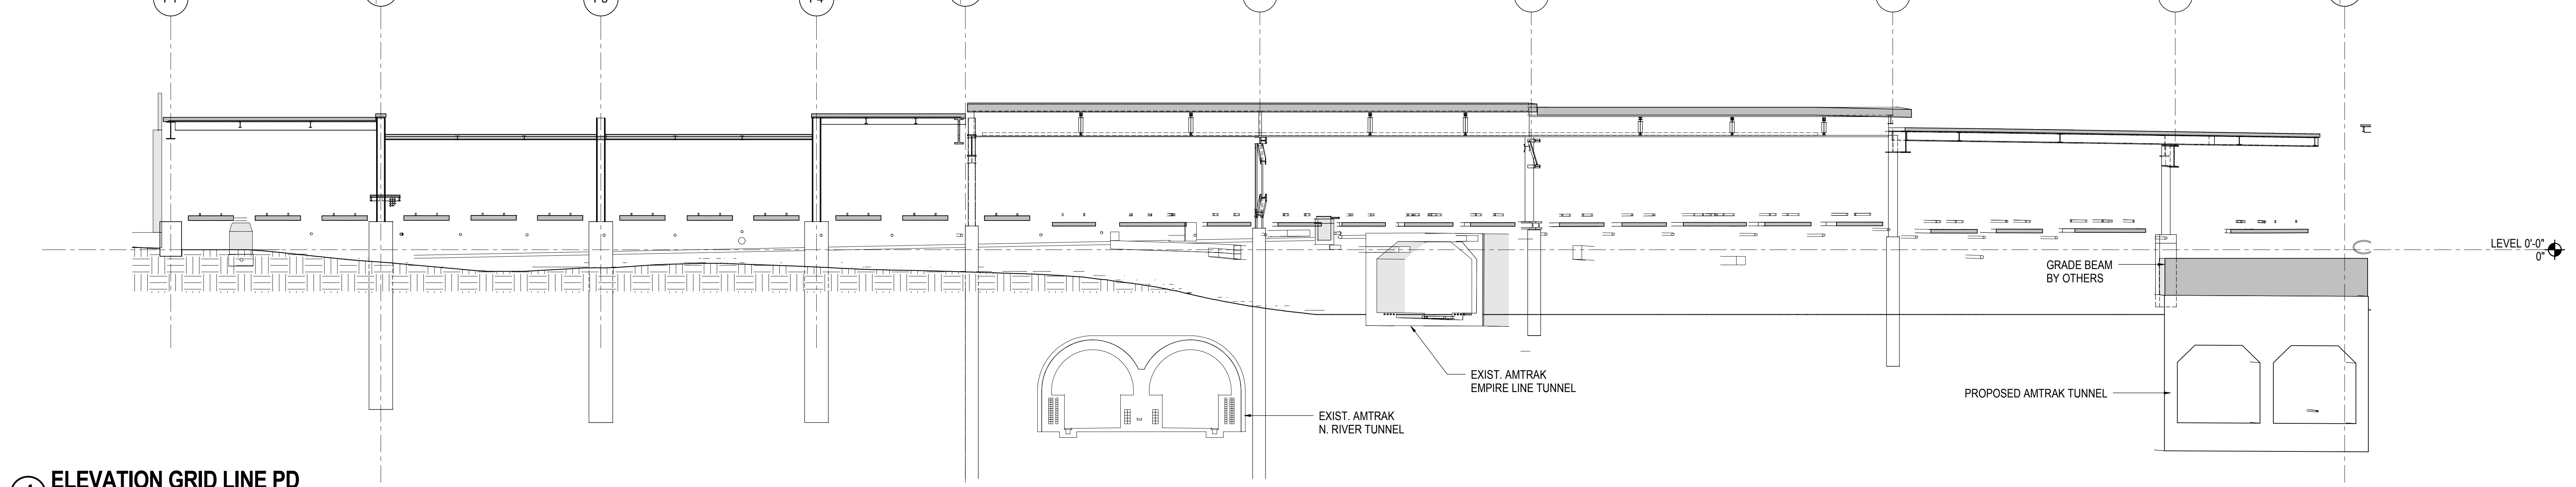 LEVEL 0'-0"
0"
GRADE BEAM
BY OTHERS
EXIST. AMTRAK
EMPIRE LINE TUNNEL
PROPOSED AMTRAK TUNNEL
EXIST. AMTRAK
N. RIVER TUNNEL
ELEVATION GRID LINE PD